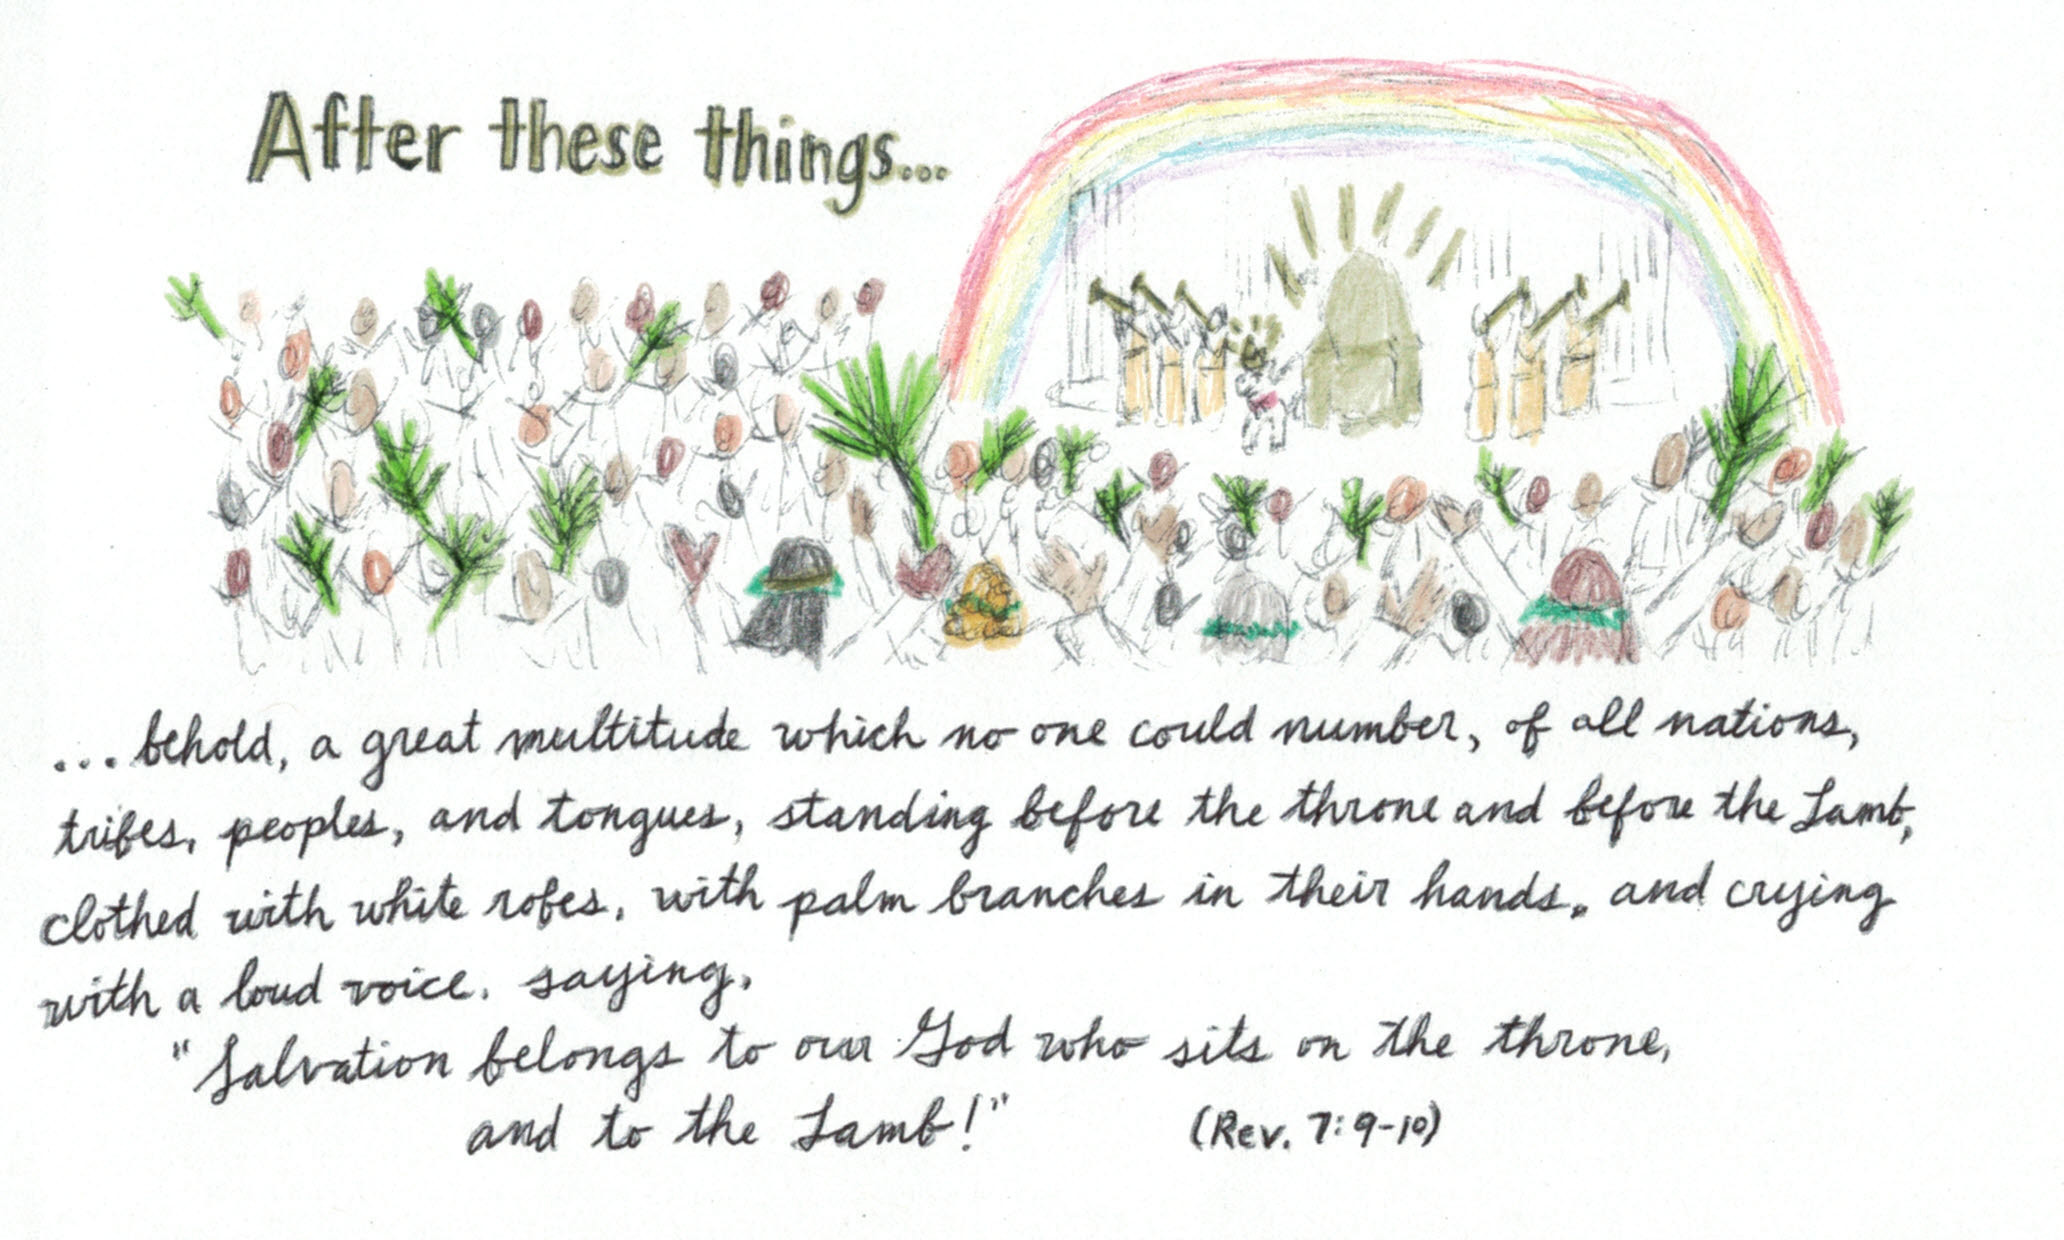 After these things...
...behold, a great multitude which no one could number, of all nations,
tribes, peoples, and tongues, standing before the throne and before the Lamb,
clothed with white robes, with palm branches in their hands, and crying
with a loud voice, saying,
"Salvation belongs to our God who sits on the throne,
and to the Lamb!" (Rev. 7:9-10)